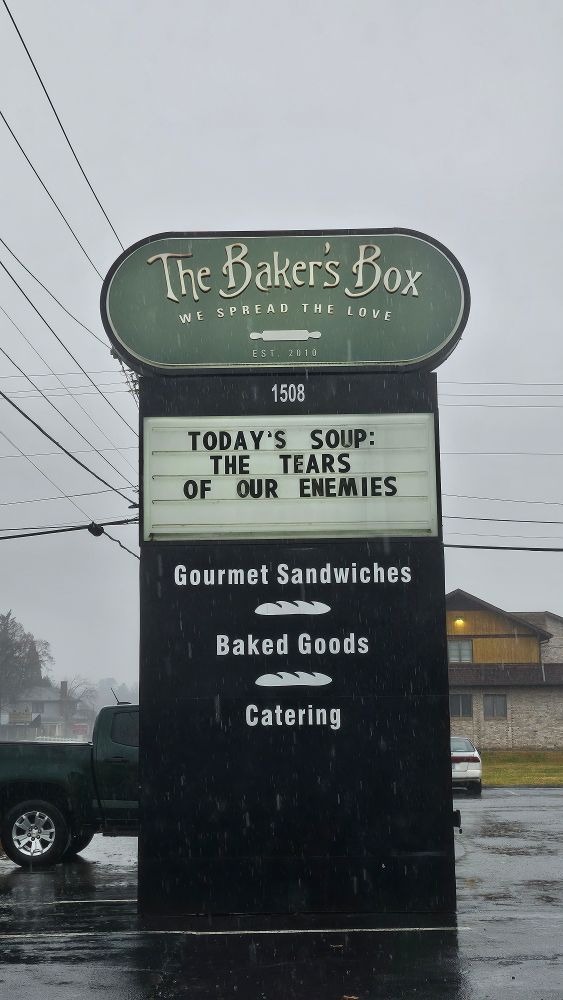 The Baker's Box
WE SPREAD THE LOVE
EST. 2010
1508
TODAY'S SOUP:
THE TEARS
OF OUR ENEMIES
Gourmet Sandwiches
Baked Goods
Catering